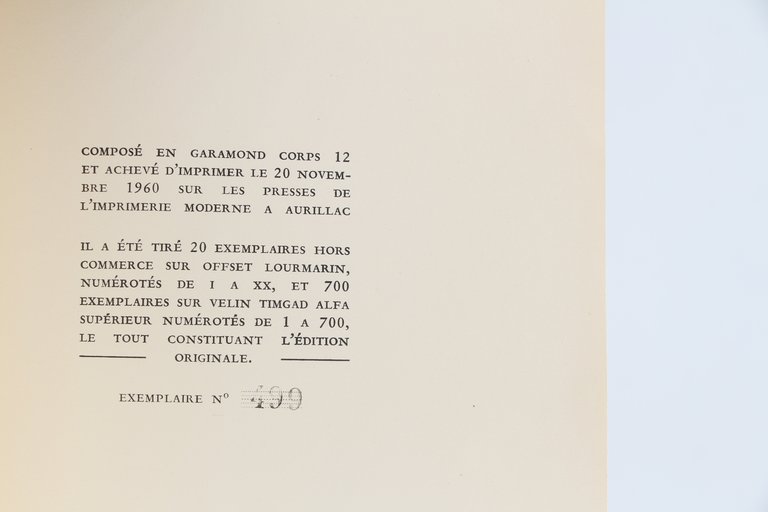 COMPOSÉ EN GARAMOND CORPS 12
ET ACHEVÉ D'IMPRIMER LE 20 NOVEM-
BRE 1960 SUR LES PRESSES DE
L'IMPRIMERIE MODERNE A AURILLAC
IL A ÉTÉ TIRÉ 20 EXEMPLAIRES HORS
COMMERCE SUR OFFSET LOURMARIN,
NUMÉROTÉS DE I A XX, ET 700
EXEMPLAIRES SUR VELIN TIMGAD ALFA
SUPÉRIEUR NUMÉROTÉS DE 1 A 700,
LE TOUT CONSTITUANT L'ÉDITION
ORIGINALE.
EXEMPLAIRE Nº 499